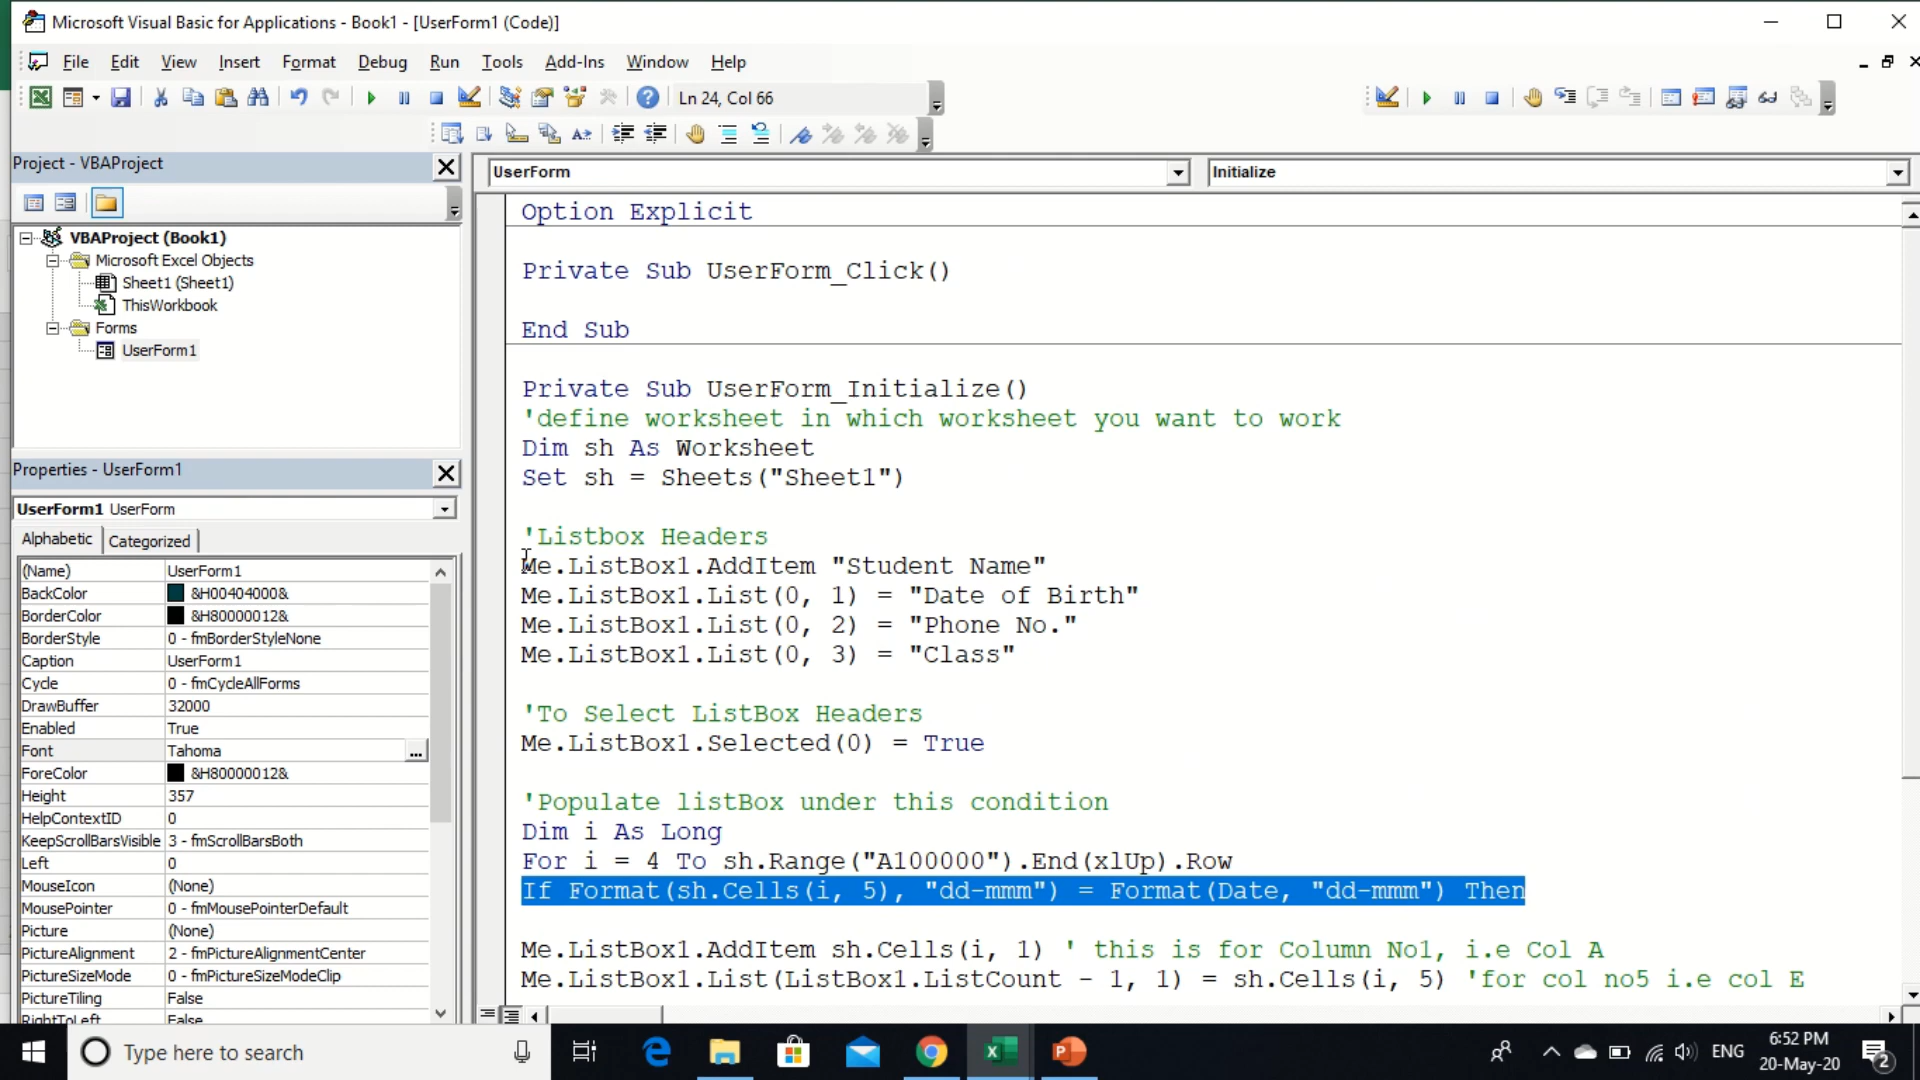 Microsoft Visual Basic for Applications - Book1 - [UserForm1 (Code)]
File Edit View Insert Format Debug Run Tools Add-Ins Window Help
Ln 24, Col 66
Project - VBAProject
VBAProject (Book1)
Microsoft Excel Objects
Sheet1 (Sheet1)
ThisWorkbook
Forms
UserForm1
Properties - UserForm1
UserForm1 UserForm
Alphabetic Categorized
(Name) UserForm1
BackColor &H00404000&
BorderColor &H80000012&
BorderStyle 0 - fmBorderStyleNone
Caption UserForm1
Cycle 0 - fmCycleAllForms
DrawBuffer 32000
Enabled True
Font Tahoma ...
ForeColor &H80000012&
Height 357
HelpContextID 0
KeepScrollBarsVisible 3 - fmScrollBarsBoth
Left 0
MouseIcon (None)
MousePointer 0 - fmMousePointerDefault
Picture (None)
PictureAlignment 2 - fmPictureAlignmentCenter
PictureSizeMode 0 - fmPictureSizeModeClip
PictureTiling False
RightToLeft False
UserForm Initialize
Option Explicit
Private Sub UserForm_Click()
End Sub
Private Sub UserForm_Initialize()
'define worksheet in which worksheet you want to work
Dim sh As Worksheet
Set sh = Sheets("Sheet1")
'Listbox Headers
Me.ListBox1.AddItem "Student Name"
Me.ListBox1.List(0, 1) = "Date of Birth"
Me.ListBox1.List(0, 2) = "Phone No."
Me.ListBox1.List(0, 3) = "Class"
'To Select ListBox Headers
Me.ListBox1.Selected(0) = True
'Populate listBox under this condition
Dim i As Long
For i = 4 To sh.Range("A100000").End(xlUp).Row
If Format(sh.Cells(i, 5), "dd-mmm") = Format(Date, "dd-mmm") Then
Me.ListBox1.AddItem sh.Cells(i, 1) ' this is for Column No1, i.e Col A
Me.ListBox1.List(ListBox1.ListCount - 1, 1) = sh.Cells(i, 5) 'for col no5 i.e col E
Type here to search
ENG
6:52 PM
20-May-20
2